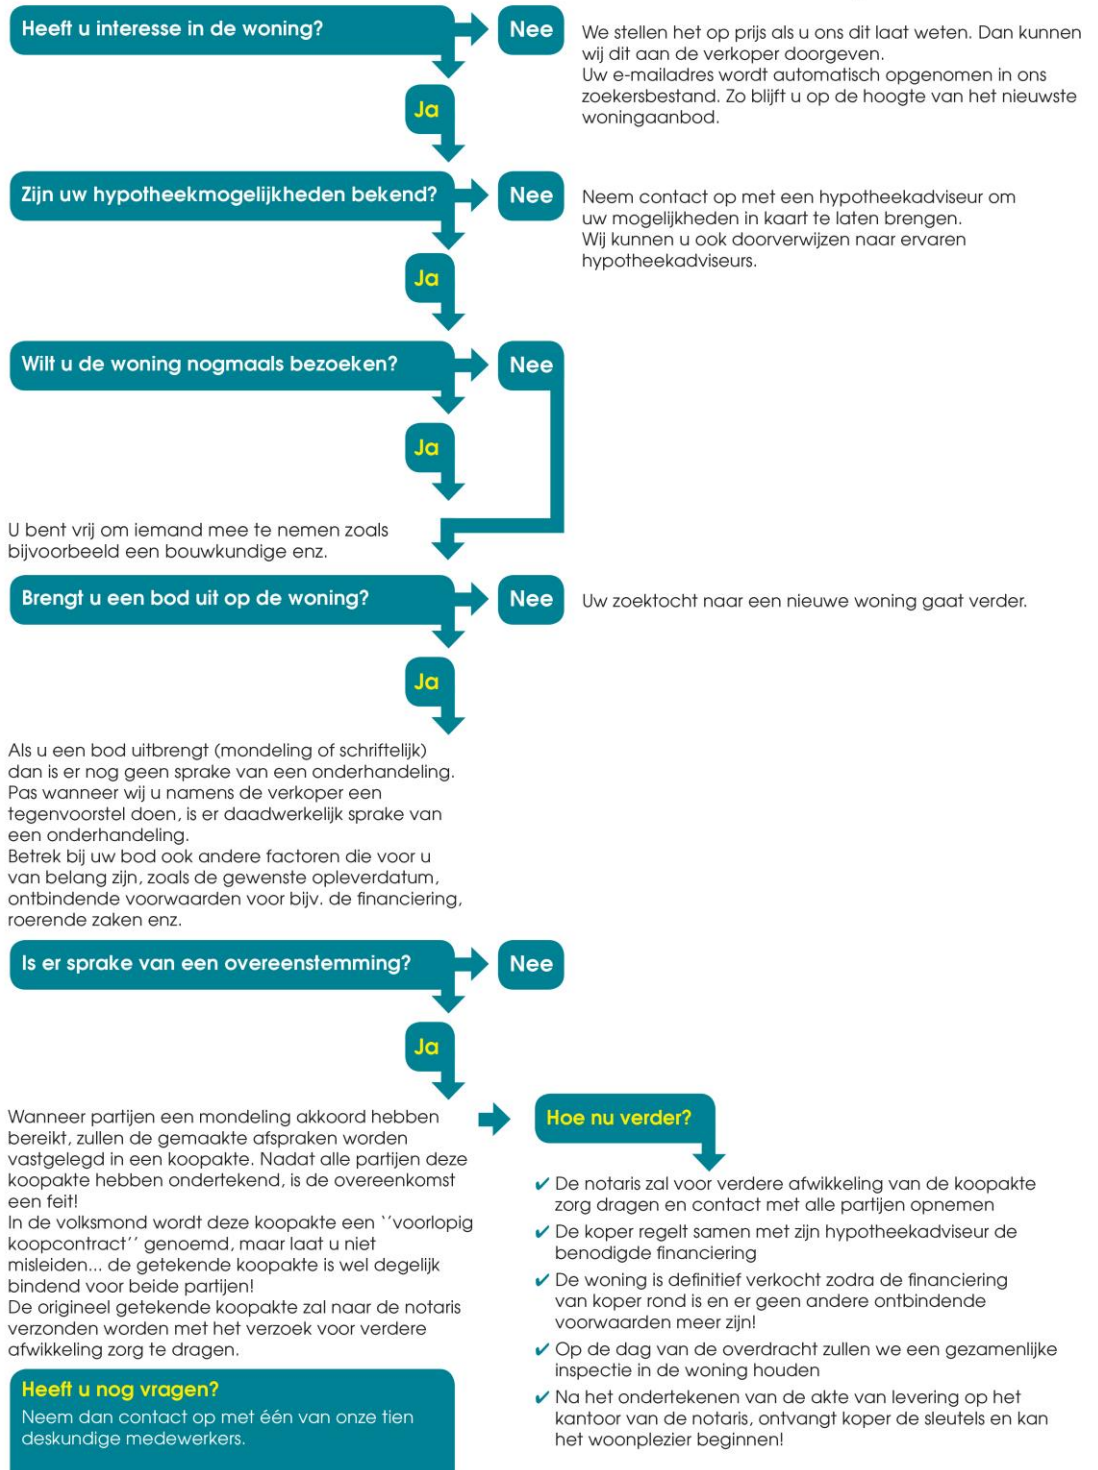 Heeft u interesse in de woning?
Nee
We stellen het op prijs als u ons dit laat weten. Dan kunnen
wij dit aan de verkoper doorgeven.
Uw e-mailadres wordt automatisch opgenomen in ons
zoekersbestand. Zo blijft u op de hoogte van het nieuwste
woningaanbod.
Ja
Zijn uw hypotheekmogelijkheden bekend?
Nee
Neem contact op met een hypotheekadviseur om
uw mogelijkheden in kaart te laten brengen.
Wij kunnen u ook doorverwijzen naar ervaren
hypotheekadviseurs.
Ja
Wilt u de woning nogmaals bezoeken?
Nee
Ja
U bent vrij om iemand mee te nemen zoals
bijvoorbeeld een bouwkundige enz.
Brengt u een bod uit op de woning?
Nee
Uw zoektocht naar een nieuwe woning gaat verder.
Ja
Als u een bod uitbrengt (mondeling of schriftelijk)
dan is er nog geen sprake van een onderhandeling.
Pas wanneer wij u namens de verkoper een
tegenvoorstel doen, is er daadwerkelijk sprake van
een onderhandeling.
Betrek bij uw bod ook andere factoren die voor u
van belang zijn, zoals de gewenste opleverdatum,
ontbindende voorwaarden voor bijv. de financiering,
roerende zaken enz.
Is er sprake van een overeenstemming?
Nee
Ja
Wanneer partijen een mondeling akkoord hebben
bereikt, zullen de gemaakte afspraken worden
vastgelegd in een koopakte. Nadat alle partijen deze
koopakte hebben ondertekend, is de overeenkomst
een feit!
In de volksmond wordt deze koopakte een ``voorlopig
koopcontract´´ genoemd, maar laat u niet
misleiden... de getekende koopakte is wel degelijk
bindend voor beide partijen!
De origineel getekende koopakte zal naar de notaris
verzonden worden met het verzoek voor verdere
afwikkeling zorg te dragen.
Hoe nu verder?
✔ De notaris zal voor verdere afwikkeling van de koopakte
zorg dragen en contact met alle partijen opnemen
✔ De koper regelt samen met zijn hypotheekadviseur de
benodigde financiering
✔ De woning is definitief verkocht zodra de financiering
van koper rond is en er geen andere ontbindende
voorwaarden meer zijn!
✔ Op de dag van de overdracht zullen we een gezamenlijke
inspectie in de woning houden
✔ Na het ondertekenen van de akte van levering op het
kantoor van de notaris, ontvangt koper de sleutels en kan
het woonplezier beginnen!
Heeft u nog vragen?
Neem dan contact op met één van onze tien
deskundige medewerkers.